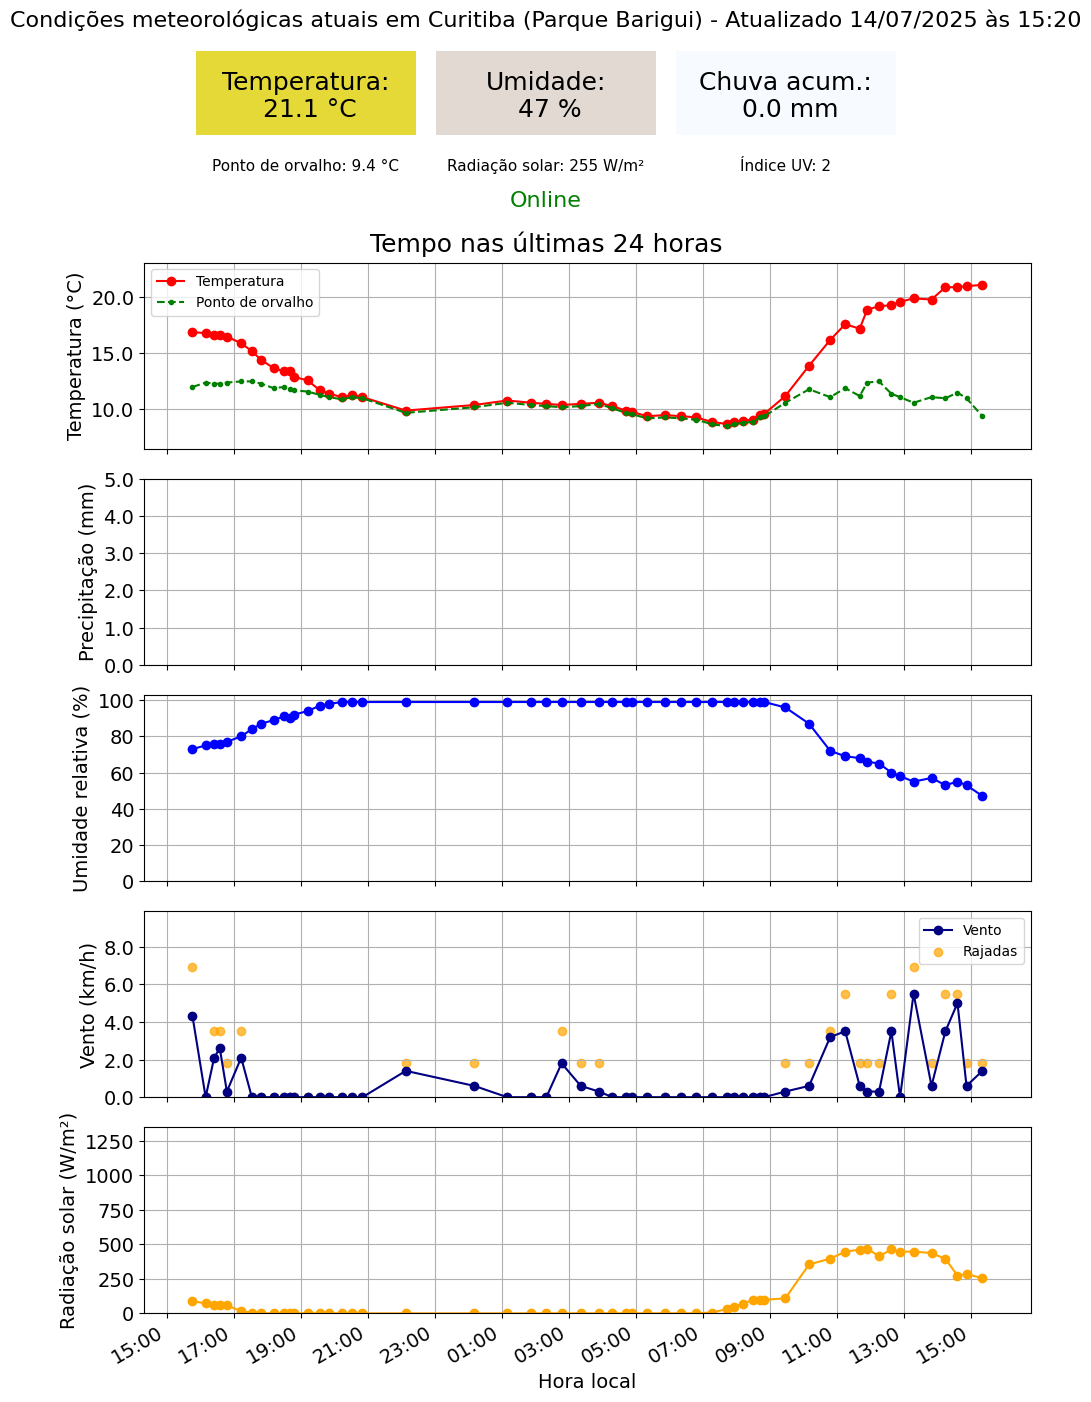 Condições meteorológicas atuais em Curitiba (Parque Barigui) - Atualizado 14/07/2025 às 15:20
Temperatura:
21.1 °C
Umidade:
47 %
Chuva acum.:
0.0 mm
Ponto de orvalho: 9.4 °C
Radiação solar: 255 W/m²
Índice UV: 2
Online
Tempo nas últimas 24 horas
Temperatura (°C)
20.0
15.0
10.0
Temperatura
Ponto de orvalho
Precipitação (mm)
5.0
4.0
3.0
2.0
1.0
0.0
Umidade relativa (%)
100
80
60
40
20
0
Vento (km/h)
8.0
6.0
4.0
2.0
0.0
Vento
Rajadas
Radiação solar (W/m²)
1250
1000
750
500
250
0
15:00
17:00
19:00
21:00
23:00
01:00
03:00
05:00
07:00
09:00
11:00
13:00
15:00
Hora local